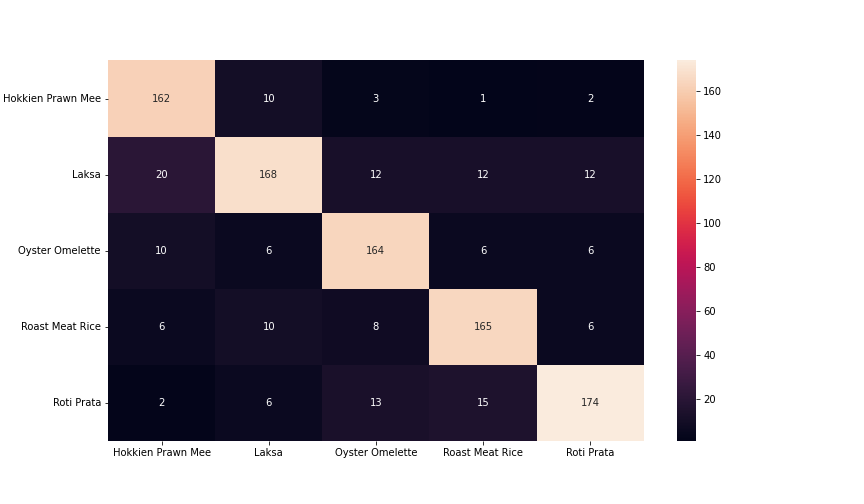 Hokkien Prawn Mee 162 10 3 1 2
Laksa 20 168 12 12 12
Oyster Omelette 10 6 164 6 6
Roast Meat Rice 6 10 8 165 6
Roti Prata 2 6 13 15 174
Hokkien Prawn Mee Laksa Oyster Omelette Roast Meat Rice Roti Prata
160
140
120
100
80
60
40
20